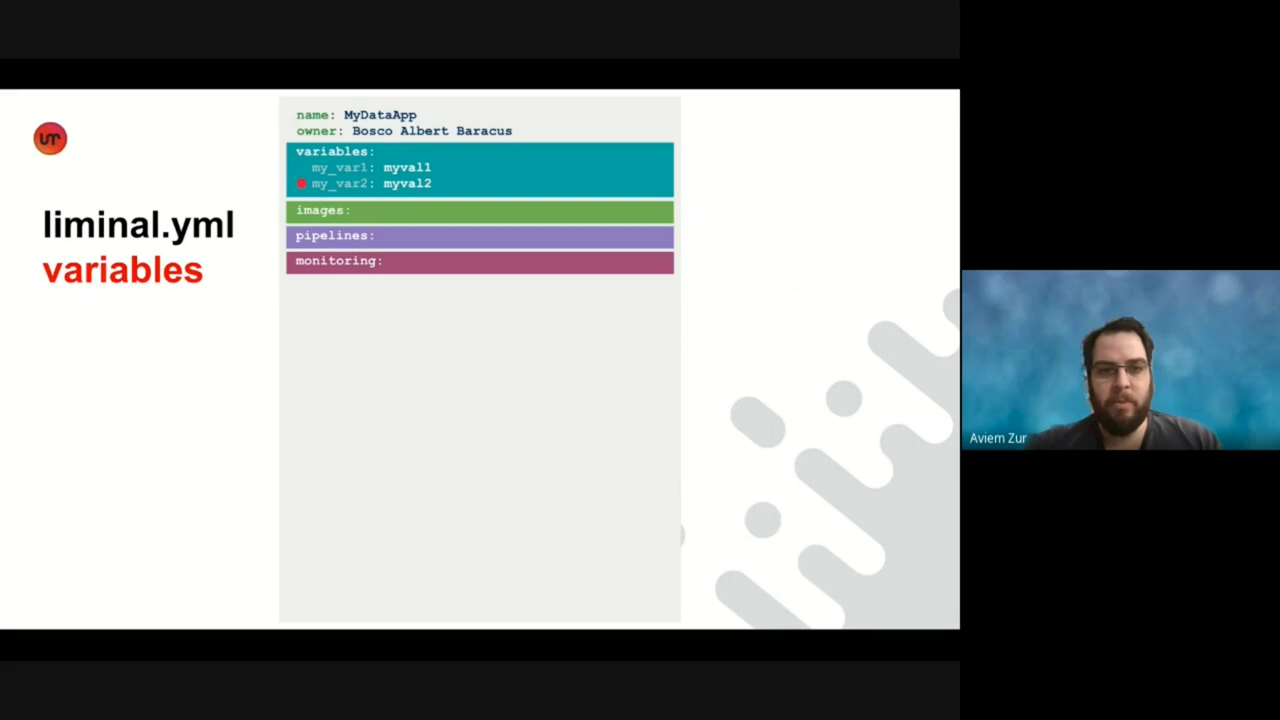 liminal.yml
variables
name: MyDataApp
owner: Bosco Albert Baracus
variables:
my_var1: myval1
my_var2: myval2
images:
pipelines:
monitoring:
Aviem Zur